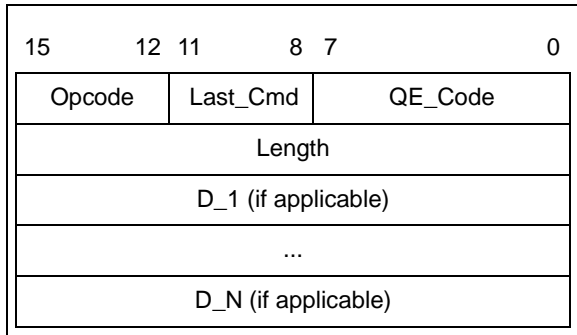 15 12 11 8 7 0
Opcode Last_Cmd QE_Code
Length
D_1 (if applicable)
...
D_N (if applicable)